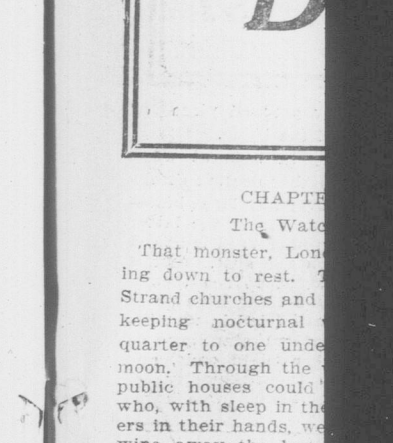 D
CHAPTE
The Watc
That monster, Lon
ing down to rest.
Strand churches and
keeping nocturnal
quarter to one unde
moon. Through the
public houses could
who, with sleep in the
ers in their hands, we